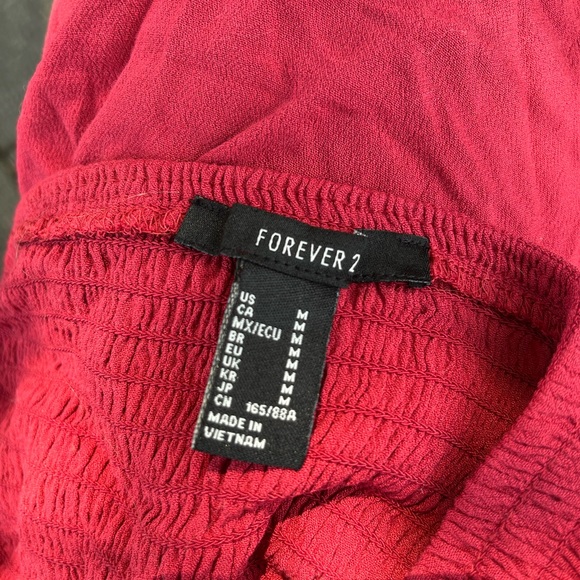 FOREVER 2
US M
CA M
MX/ECU M
BR M
EU M
UK M
KR M
JP M
CN 165/88A
MADE IN
VIETNAM